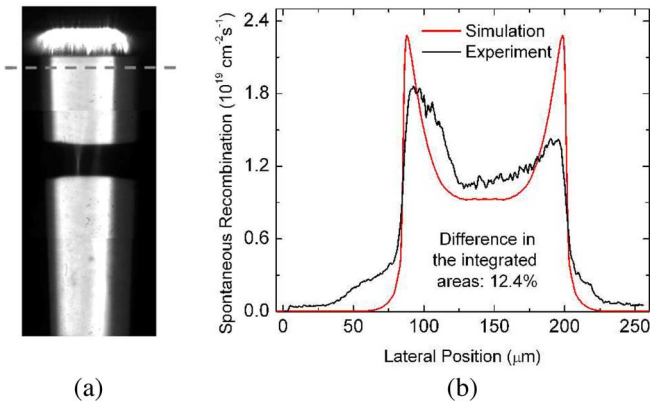 Spontaneous Recombination (10¹⁹ cm⁻²s⁻¹)
2.4
1.8
1.2
0.6
0.0
Simulation
Experiment
Difference in
the integrated
areas: 12.4%
0
50
100
150
200
250
Lateral Position (μm)
(a)
(b)